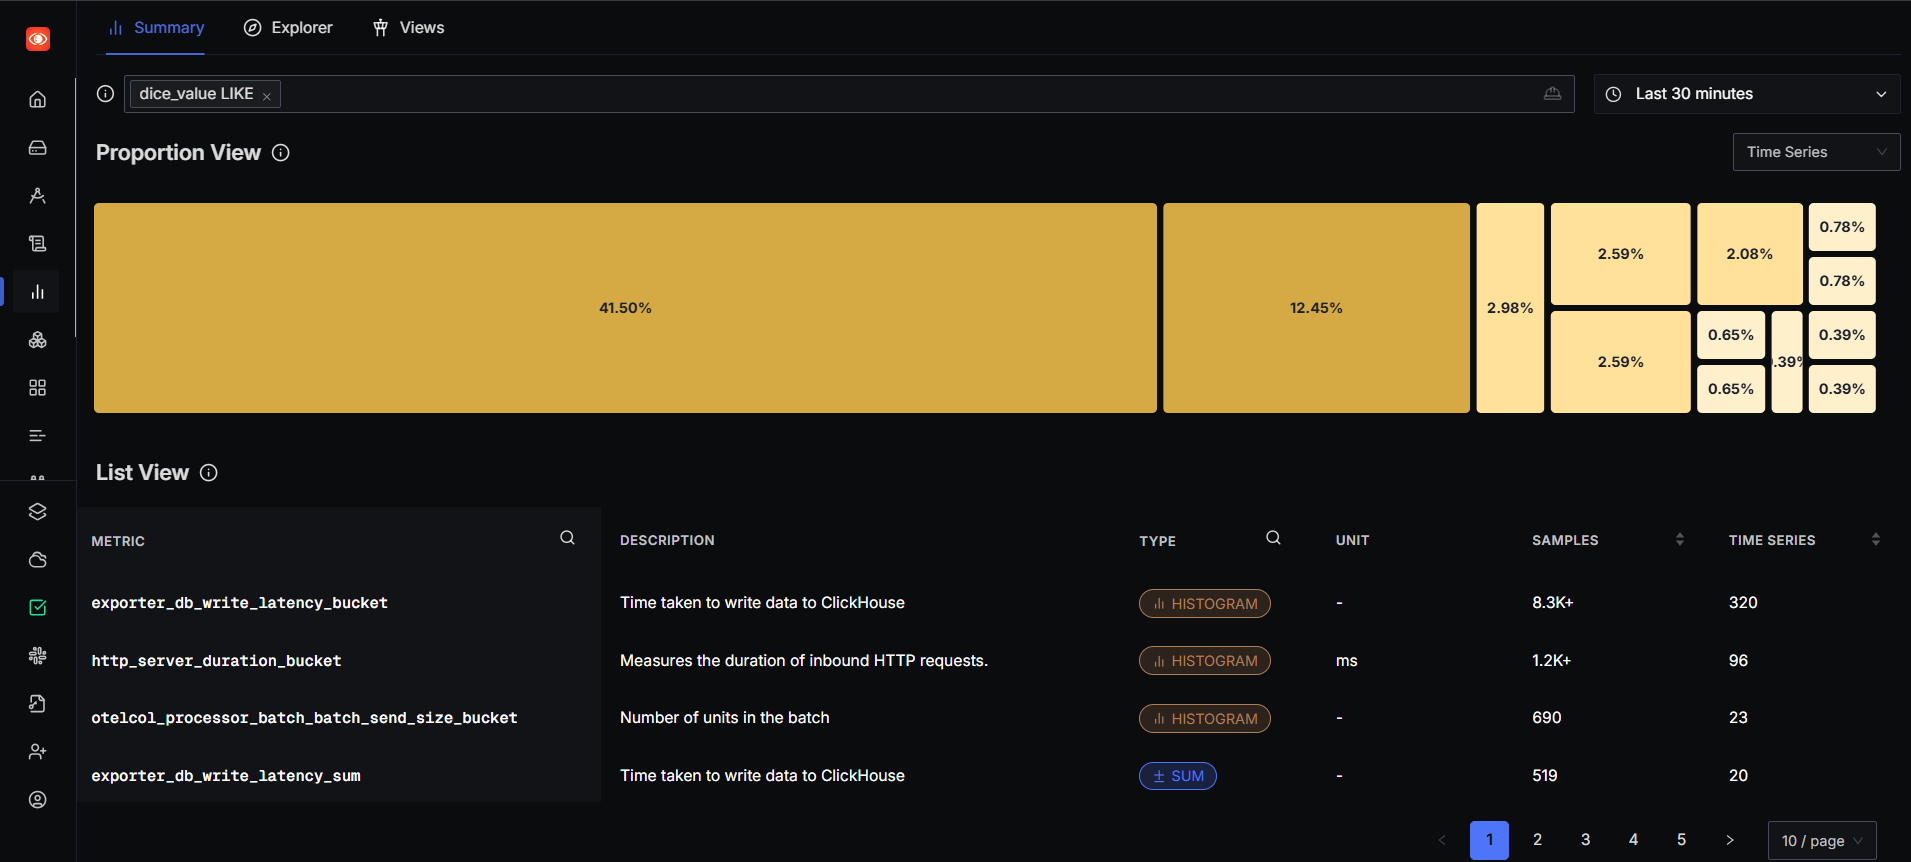 Summary Explorer Views
dice_value LIKE ×
Last 30 minutes
Proportion View
Time Series
41.50%
12.45%
2.98%
2.59%
2.59%
2.08%
0.65%
0.65%
0.78%
0.78%
0.39%
0.39%
List View
METRIC DESCRIPTION TYPE UNIT SAMPLES TIME SERIES
exporter_db_write_latency_bucket Time taken to write data to ClickHouse HISTOGRAM - 8.3K+ 320
http_server_duration_bucket Measures the duration of inbound HTTP requests. HISTOGRAM ms 1.2K+ 96
otelcol_processor_batch_batch_send_size_bucket Number of units in the batch HISTOGRAM - 690 23
exporter_db_write_latency_sum Time taken to write data to ClickHouse ± SUM - 519 20
< 1 2 3 4 5 > 10 / page